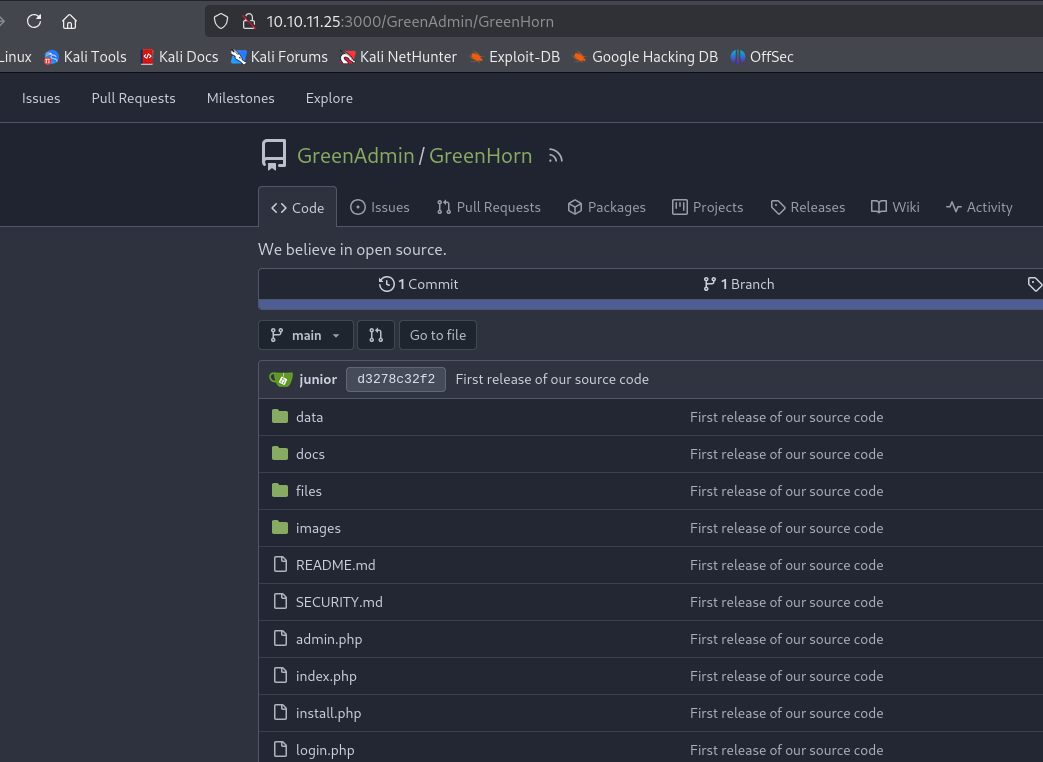 10.10.11.25:3000/GreenAdmin/GreenHorn
Linux Kali Tools Kali Docs Kali Forums Kali NetHunter Exploit-DB Google Hacking DB OffSec
Issues Pull Requests Milestones Explore
GreenAdmin/GreenHorn
Code Issues Pull Requests Packages Projects Releases Wiki Activity
We believe in open source.
1 Commit 1 Branch
main Go to file
junior d3278c32f2 First release of our source code
data First release of our source code
docs First release of our source code
files First release of our source code
images First release of our source code
README.md First release of our source code
SECURITY.md First release of our source code
admin.php First release of our source code
index.php First release of our source code
install.php First release of our source code
login.php First release of our source code